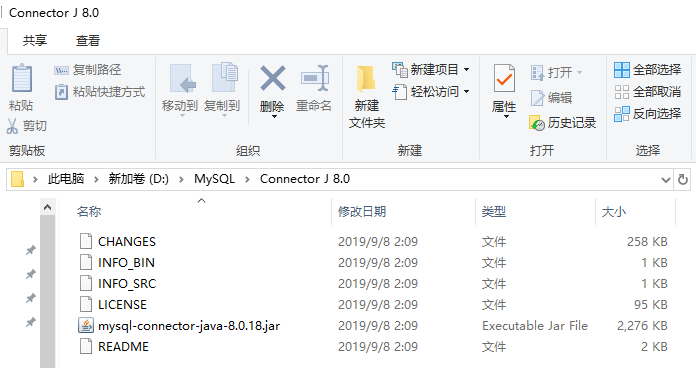 Connector J 8.0
共享 查看
复制路径 新建项目 打开 全部选择
粘贴 粘贴快捷方式 移动到 复制到 删除 重命名 新建 轻松访问 属性 编辑 全部取消
剪切 文件夹 历史记录 反向选择
剪贴板 组织 新建 打开 选择
此电脑 新加卷 (D:) MySQL Connector J 8.0
名称 修改日期 类型 大小
CHANGES 2019/9/8 2:09 文件 258 KB
INFO_BIN 2019/9/8 2:09 文件 1 KB
INFO_SRC 2019/9/8 2:09 文件 1 KB
LICENSE 2019/9/8 2:09 文件 95 KB
mysql-connector-java-8.0.18.jar 2019/9/8 2:09 Executable Jar File 2,276 KB
README 2019/9/8 2:09 文件 2 KB